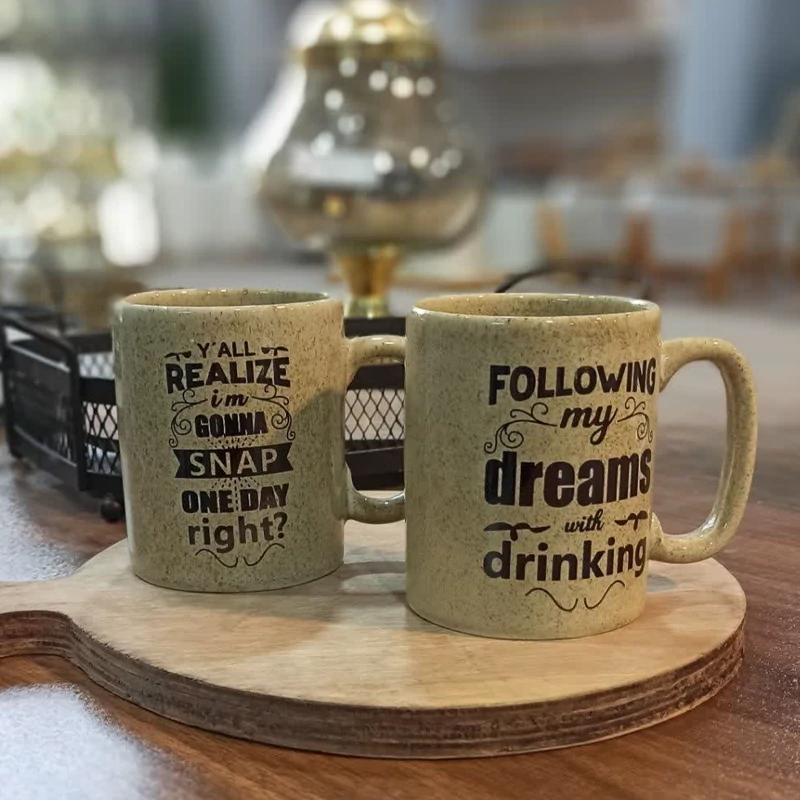 Y'ALL
REALIZE
i'm
GONNA
SNAP
ONE DAY
right?
FOLLOWING
my
dreams
with
drinking